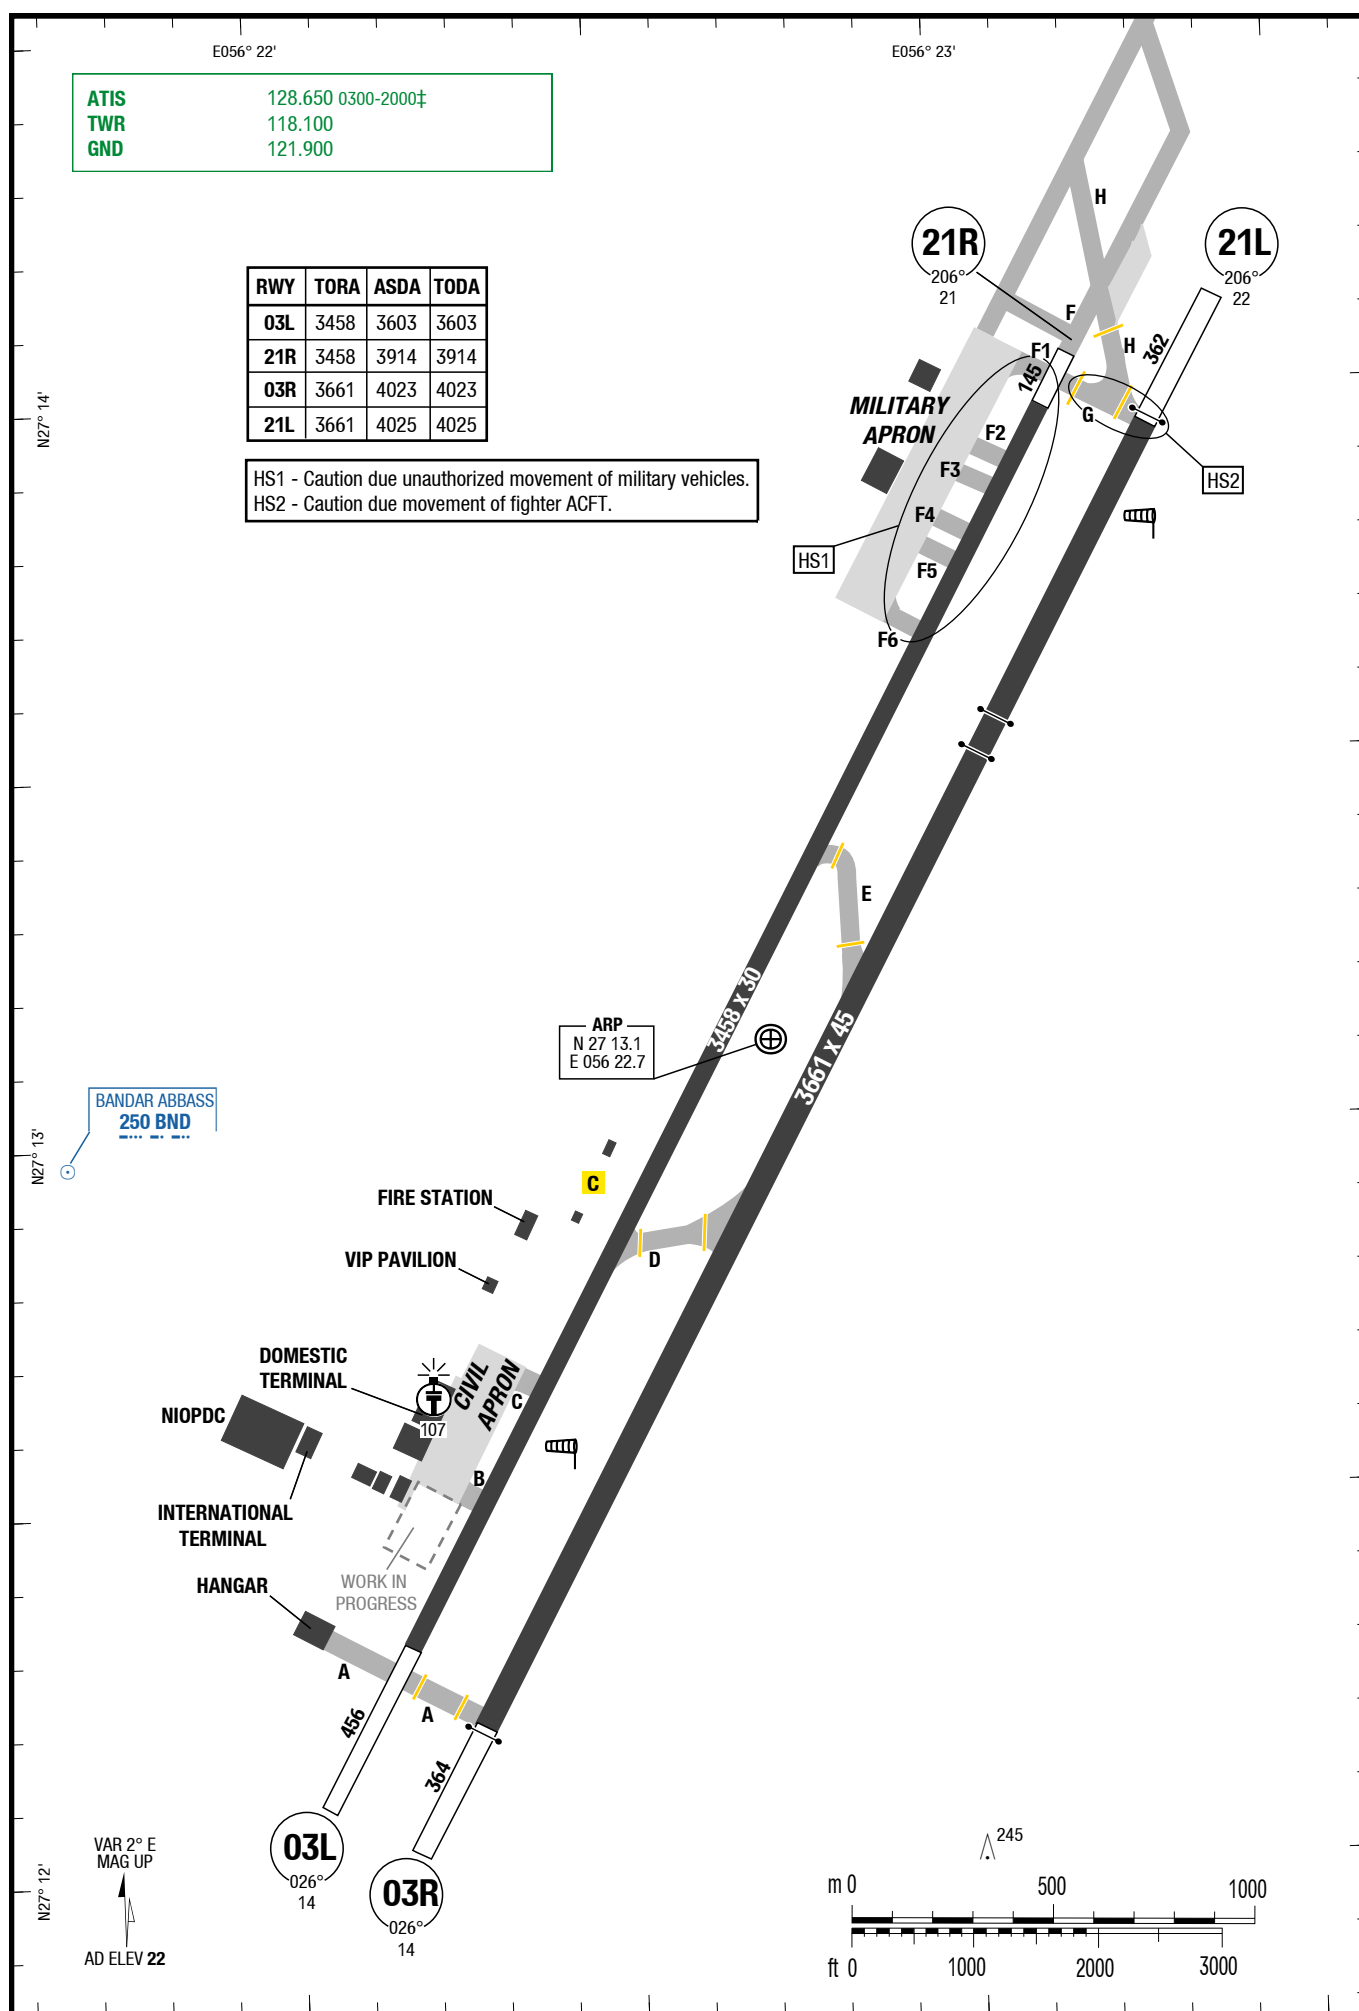 E056° 22'
E056° 23'
ATIS 128.650 0300-2000‡
TWR 118.100
GND 121.900
H
21R
206°
21
21L
206°
22
RWY TORA ASDA TODA
03L 3458 3603 3603
21R 3458 3914 3914
03R 3661 4023 4023
21L 3661 4025 4025
F
F1
H
362
145
G
MILITARY
APRON
N27° 14'
F2
F3
HS1 - Caution due unauthorized movement of military vehicles.
HS2 - Caution due movement of fighter ACFT.
HS2
F4
HS1
F5
F6
E
3458 x 30
ARP
N 27 13.1
E 056 22.7
3661 x 45
BANDAR ABBASS
250 BND
N27° 13'
C
FIRE STATION
VIP PAVILION
D
DOMESTIC
TERMINAL
CIVIL
APRON
C
NIOPDC
107
B
INTERNATIONAL
TERMINAL
WORK IN
PROGRESS
HANGAR
A
A
456
364
03L
026°
14
03R
026°
14
VAR 2° E
MAG UP
N27° 12'
AD ELEV 22
245
m 0 500 1000
ft 0 1000 2000 3000